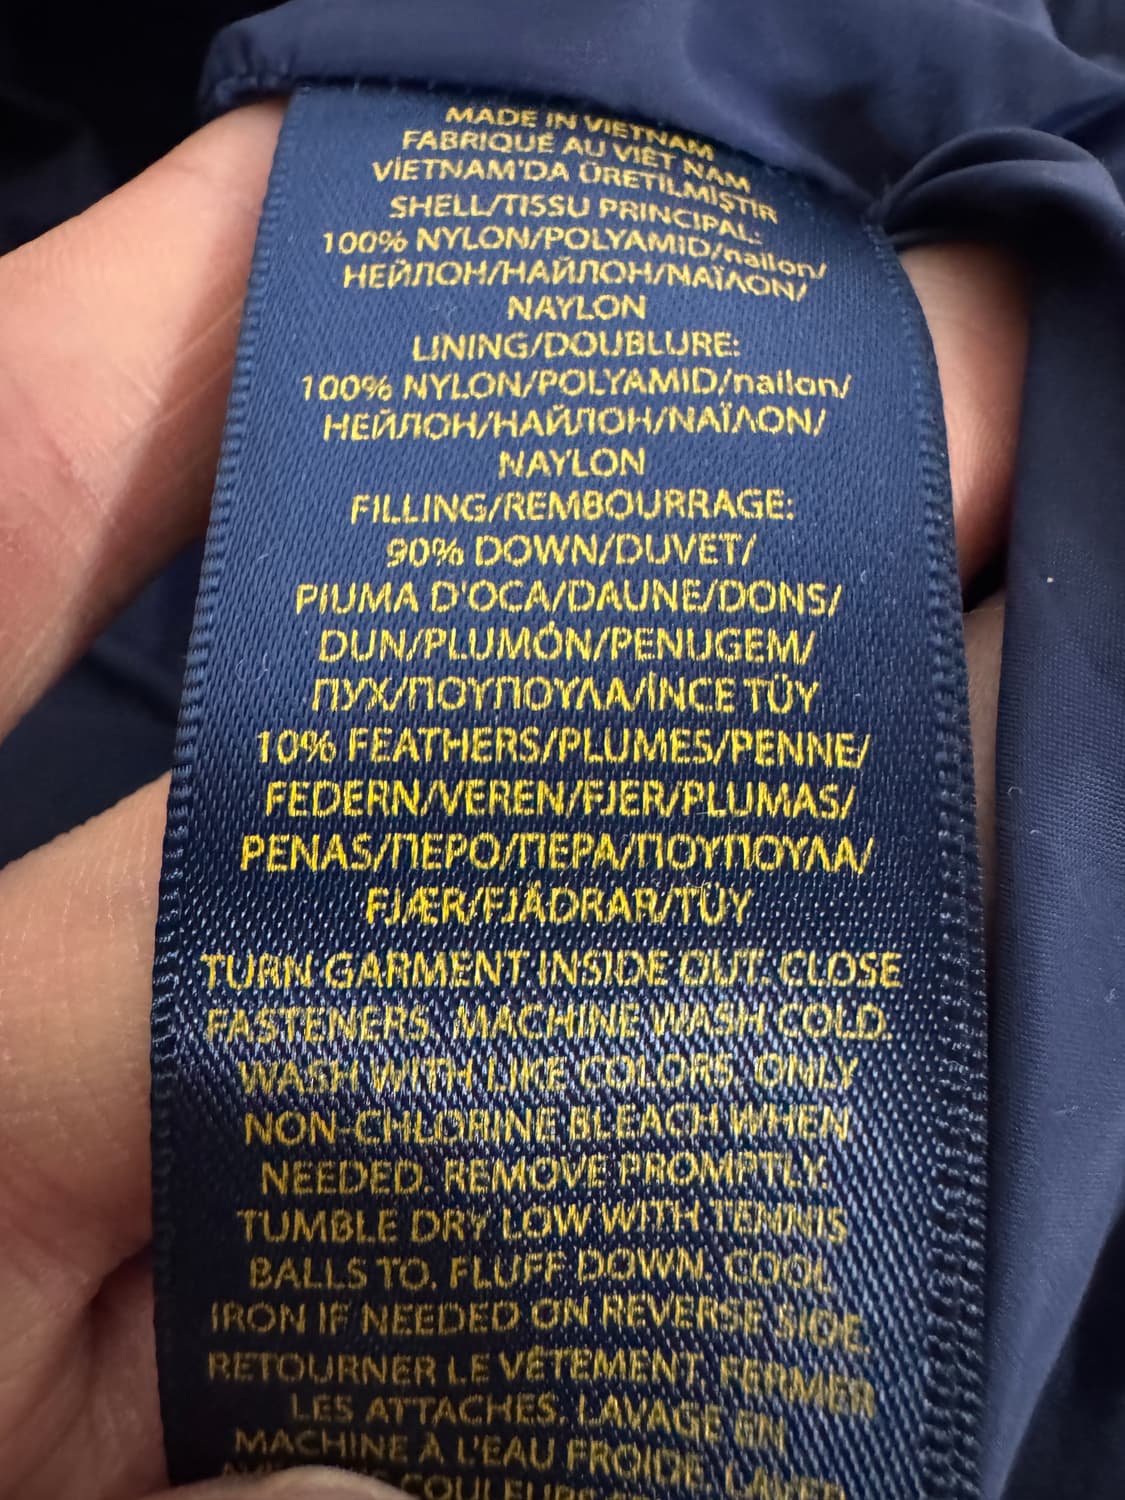 MADE IN VIETNAM
FABRIQUÉ AU VIÊT NAM
VİETNAM'DA ÜRETİLMİŞTİR
SHELL/TISSU PRINCIPAL:
100% NYLON/POLYAMID/nailon/
НЕЙЛОН/НАЙЛОН/ΝΑΪΛΟΝ/
NAYLON
LINING/DOUBLURE:
100% NYLON/POLYAMID/nailon/
НЕЙЛОН/НАЙЛОН/ΝΑΪΛΟΝ/
NAYLON
FILLING/REMBOURRAGE:
90% DOWN/DUVET/
PIUMA D'OCA/DAUNE/DONS/
DUN/PLUMÓN/PENUGEM/
ПУХ/ΠΟΥΠΟΥΛΑ/İNCE TÜY
10% FEATHERS/PLUMES/PENNE/
FEDERN/VEREN/FJER/PLUMAS/
PENAS/ПЕРО/ПЕРА/ΠΟΥΠΟΥΛΑ/
FJÆR/FJÄDRAR/TÜY
TURN GARMENT INSIDE OUT. CLOSE
FASTENERS. MACHINE WASH COLD.
WASH WITH LIKE COLORS. ONLY
NON-CHLORINE BLEACH WHEN
NEEDED. REMOVE PROMPTLY.
TUMBLE DRY LOW WITH TENNIS
BALLS TO. FLUFF DOWN. COOL
IRON IF NEEDED ON REVERSE SIDE.
RETOURNER LE VÊTEMENT. FERMER
LES ATTACHES. LAVAGE EN
MACHINE À L'EAU FROIDE. LAVER
COULEURS